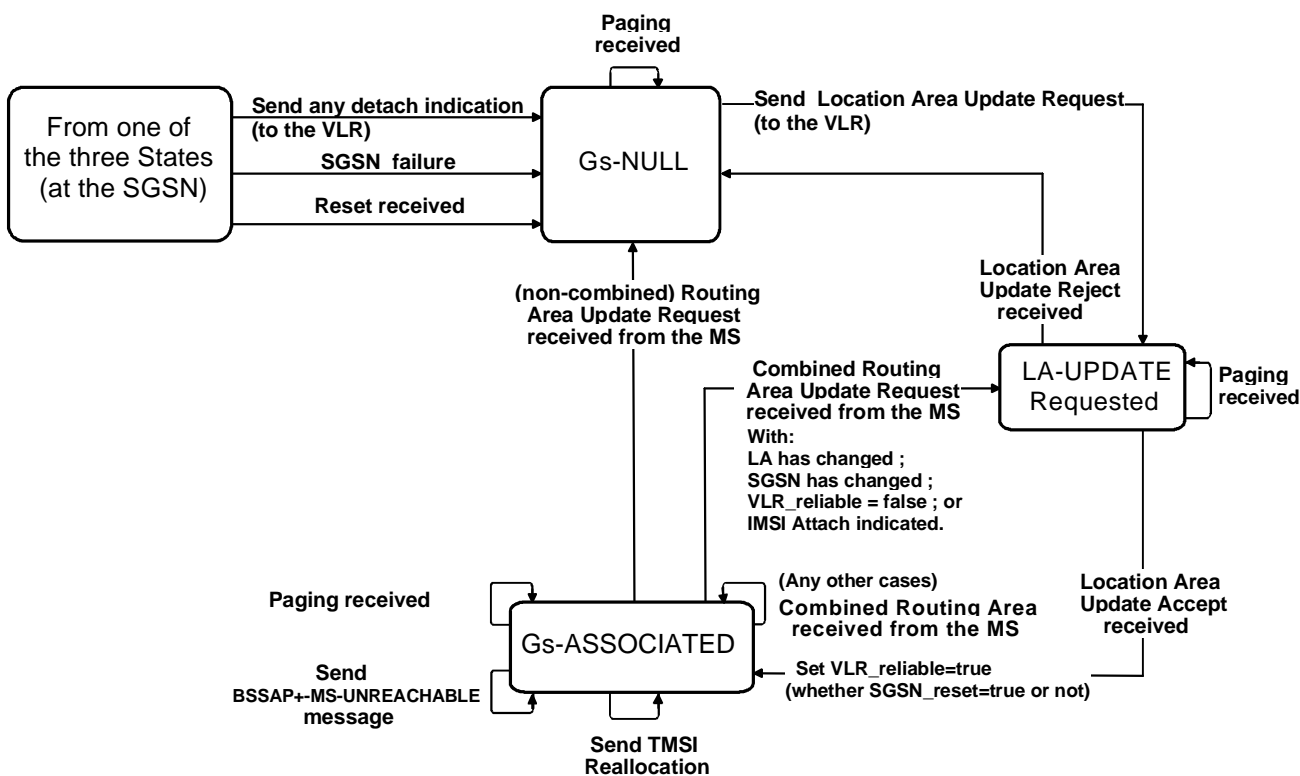 Paging
received
From one of
the three States
(at the SGSN)
Send any detach indication
(to the VLR)
SGSN failure
Reset received
Gs-NULL
Send Location Area Update Request
(to the VLR)
(non-combined) Routing
Area Update Request
received from the MS
Location Area
Update Reject
received
Combined Routing
Area Update Request
received from the MS
With:
LA has changed ;
SGSN has changed ;
VLR_reliable = false ; or
IMSI Attach indicated.
LA-UPDATE
Requested
Paging
received
Paging received
Gs-ASSOCIATED
(Any other cases)
Combined Routing Area
received from the MS
Location Area
Update Accept
received
Set VLR_reliable=true
(whether SGSN_reset=true or not)
Send
BSSAP+-MS-UNREACHABLE
message
Send TMSI
Reallocation